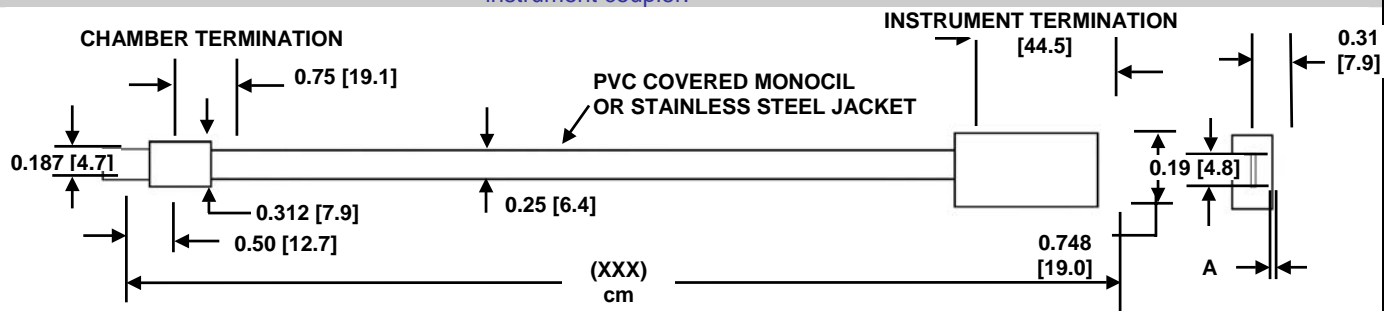 instrument coupler.
INSTRUMENT TERMINATION
[44.5]
CHAMBER TERMINATION
0.31
[7.9]
0.75 [19.1]
PVC COVERED MONOCIL
OR STAINLESS STEEL JACKET
0.187 [4.7]
0.19 [4.8]
0.312 [7.9]
0.25 [6.4]
0.50 [12.7]
0.748
[19.0]
A
(XXX)
cm